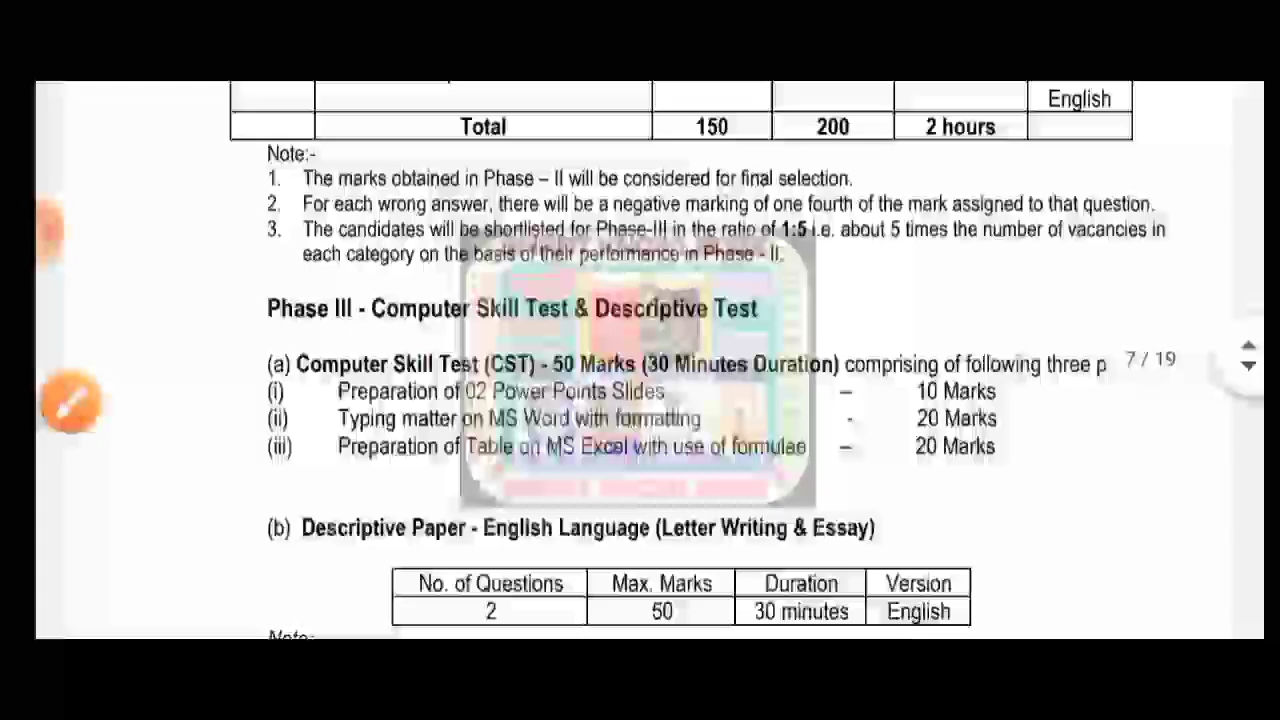 English
Total 150 200 2 hours
Note:-
1. The marks obtained in Phase – II will be considered for final selection.
2. For each wrong answer, there will be a negative marking of one fourth of the mark assigned to that question.
3. The candidates will be shortlisted for Phase-III in the ratio of 1:5 i.e. about 5 times the number of vacancies in
each category on the basis of their performance in Phase - II.
Phase III - Computer Skill Test & Descriptive Test
(a) Computer Skill Test (CST) - 50 Marks (30 Minutes Duration) comprising of following three p
7 / 19
(i) Preparation of 02 Power Points Slides – 10 Marks
(ii) Typing matter on MS Word with formatting - 20 Marks
(iii) Preparation of Table on MS Excel with use of formulae – 20 Marks
(b) Descriptive Paper - English Language (Letter Writing & Essay)
No. of Questions Max. Marks Duration Version
2 50 30 minutes English
Note:-